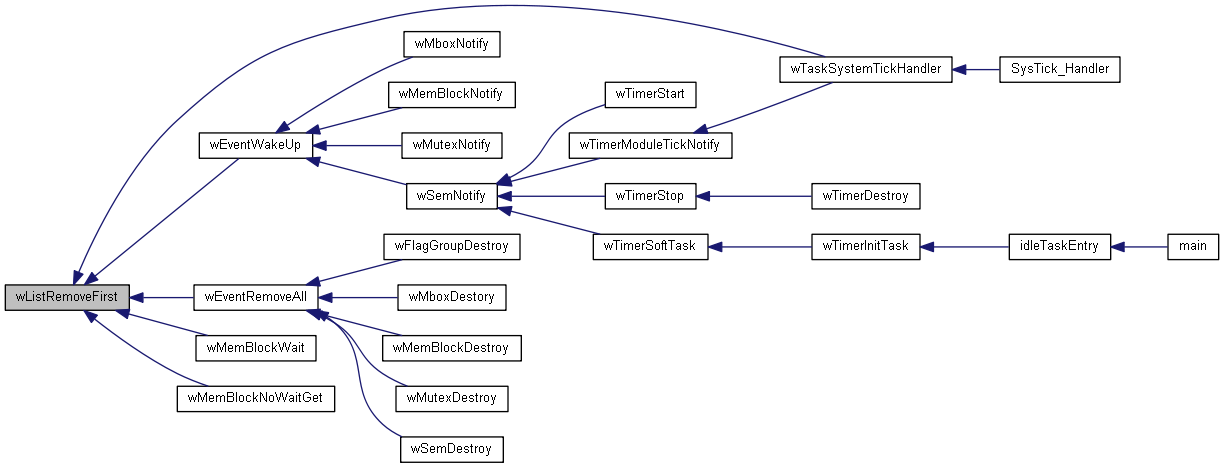 wMboxNotify
wTaskSystemTickHandler
SysTick_Handler
wMemBlockNotify
wTimerStart
wEventWakeUp
wMutexNotify
wTimerModuleTickNotify
wSemNotify
wTimerStop
wTimerDestroy
wFlagGroupDestroy
wTimerSoftTask
wTimerInitTask
idleTaskEntry
main
wListRemoveFirst
wEventRemoveAll
wMboxDestory
wMemBlockWait
wMemBlockDestroy
wMemBlockNoWaitGet
wMutexDestroy
wSemDestroy